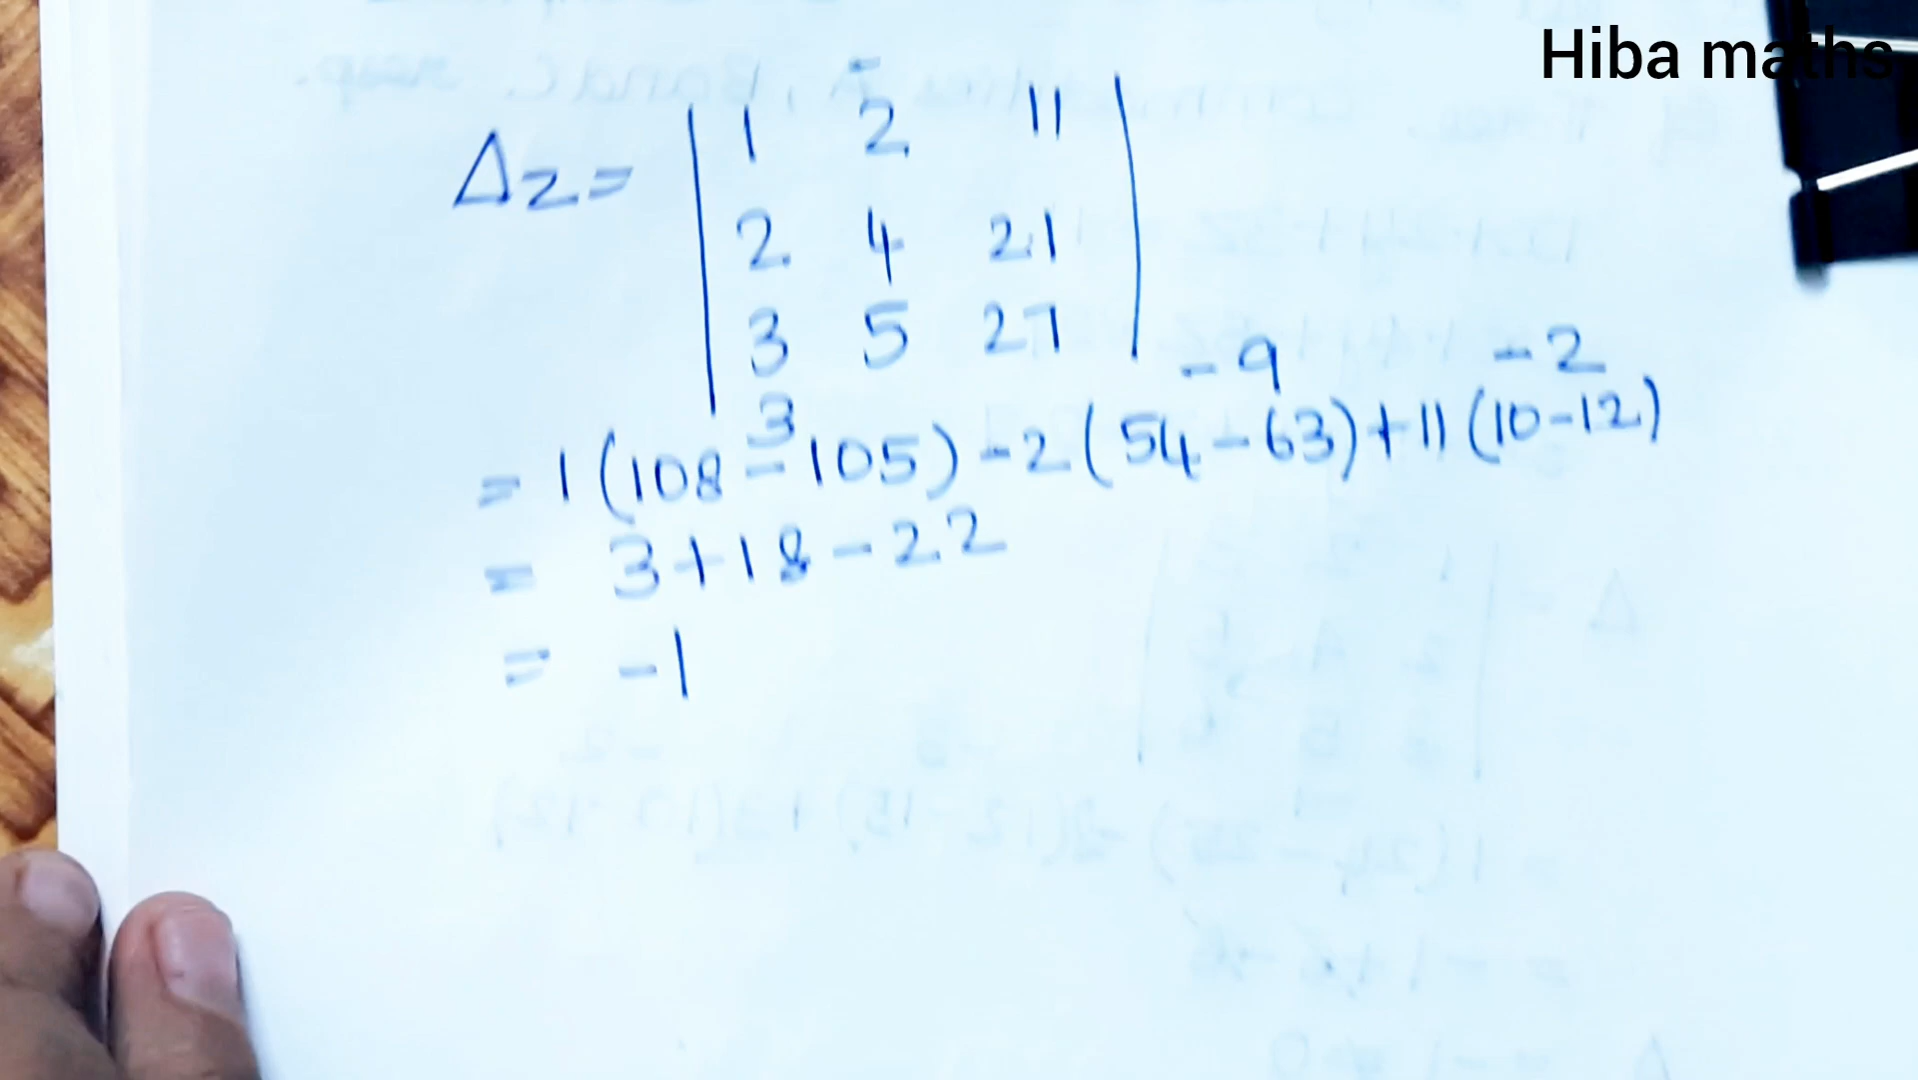 Hiba maths
Δz = | 1 2 11 |
| 2 4 21 |
| 3 5 27 |
-9 -2
3
= 1 (108 - 105) - 2 (54 - 63) + 11 (10 - 12)
= 3 + 18 - 22
= -1